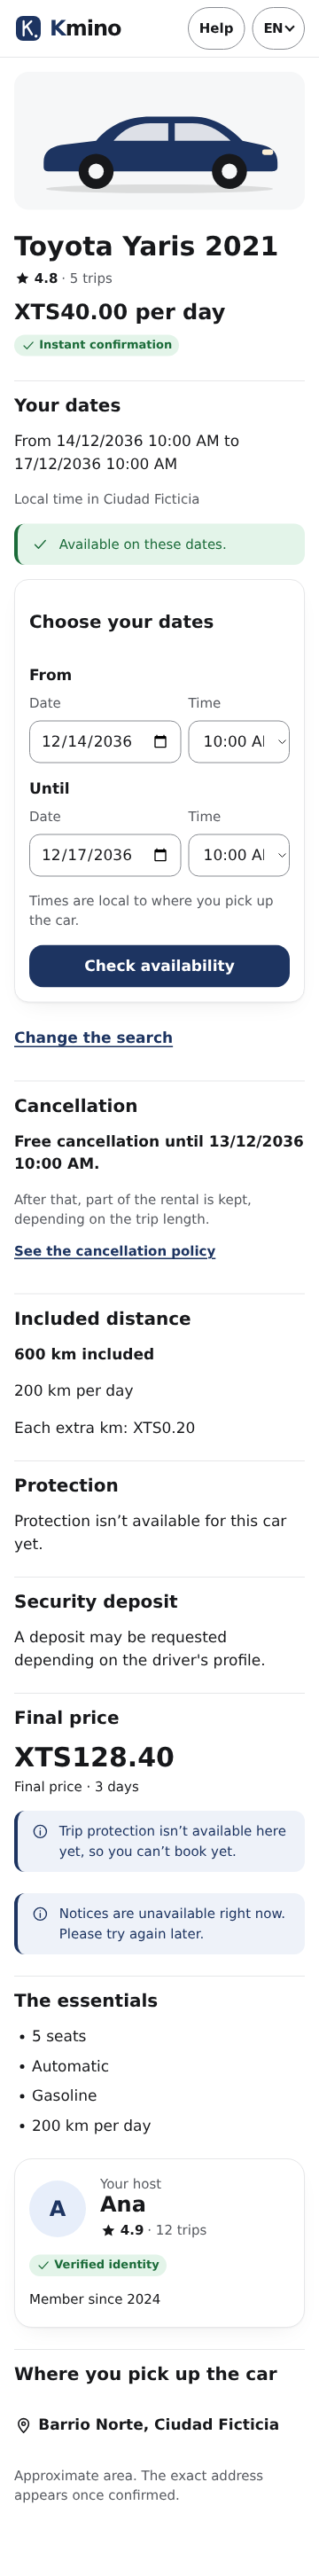 K Kmino
Help
EN
Toyota Yaris 2021
★ 4.8 · 5 trips
XTS40.00 per day
Instant confirmation
Your dates
From 14/12/2036 10:00 AM to
17/12/2036 10:00 AM
Local time in Ciudad Ficticia
Available on these dates.
Choose your dates
From
Date Time
12/14/2036 10:00 AM
Until
Date Time
12/17/2036 10:00 AM
Times are local to where you pick up
the car.
Check availability
Change the search
Cancellation
Free cancellation until 13/12/2036
10:00 AM.
After that, part of the rental is kept,
depending on the trip length.
See the cancellation policy
Included distance
600 km included
200 km per day
Each extra km: XTS0.20
Protection
Protection isn’t available for this car
yet.
Security deposit
A deposit may be requested
depending on the driver's profile.
Final price
XTS128.40
Final price · 3 days
Trip protection isn’t available here
yet, so you can’t book yet.
Notices are unavailable right now.
Please try again later.
The essentials
• 5 seats
• Automatic
• Gasoline
• 200 km per day
A
Your host
Ana
★ 4.9 · 12 trips
Verified identity
Member since 2024
Where you pick up the car
Barrio Norte, Ciudad Ficticia
Approximate area. The exact address
appears once confirmed.